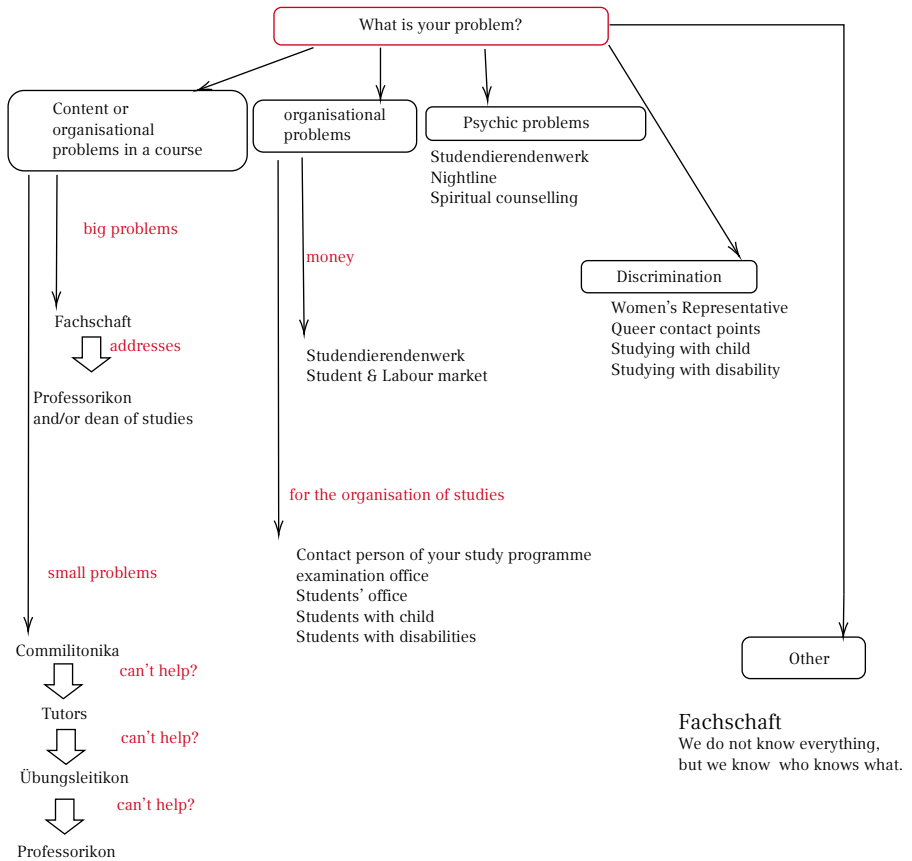 What is your problem?
Content or
organisational
problems in a course
organisational
problems
Psychic problems
Studendierendenwerk
Nightline
Spiritual counselling
big problems
money
Discrimination
Women's Representative
Queer contact points
Studying with child
Studying with disability
Fachschaft
addresses
Professorikon
and/or dean of studies
Studendierendenwerk
Student & Labour market
for the organisation of studies
Contact person of your study programme
examination office
Students' office
Students with child
Students with disabilities
small problems
Commilitonika
can't help?
Tutors
can't help?
Übungsleitikon
can't help?
Professorikon
Other
Fachschaft
We do not know everything,
but we know  who knows what.